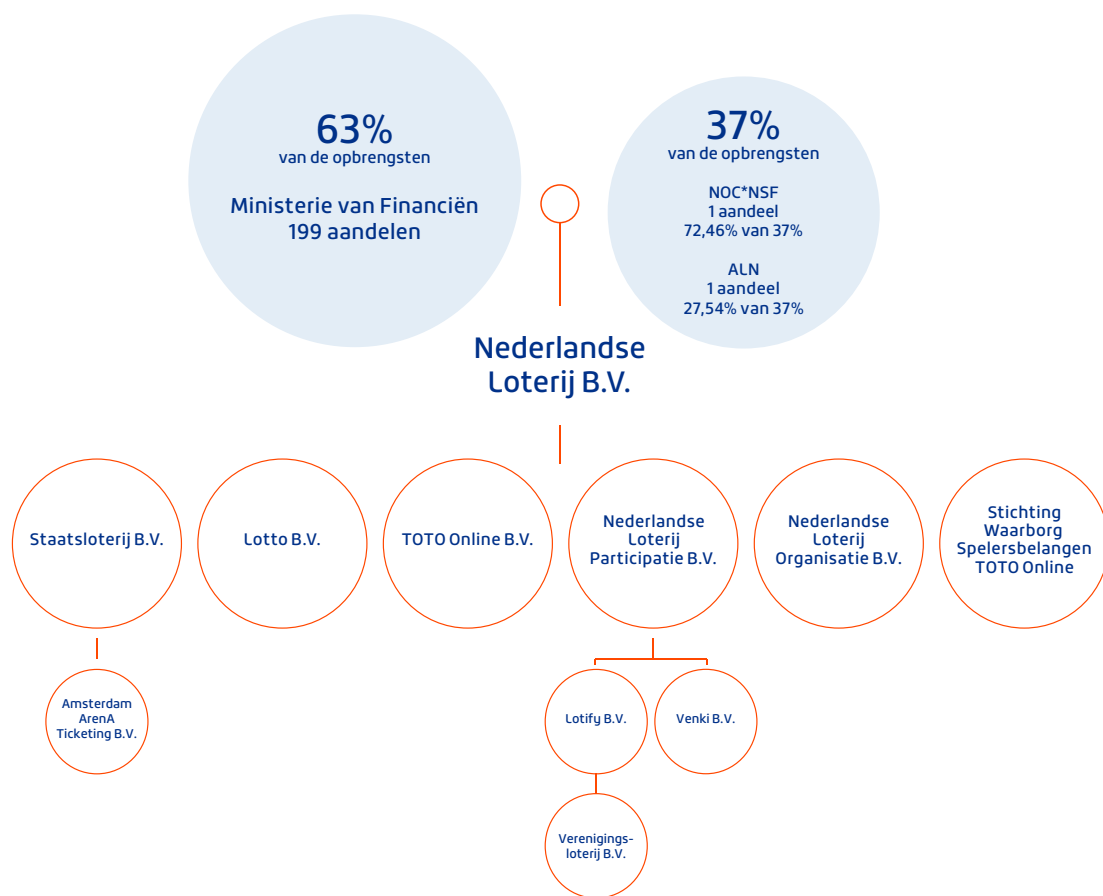 63%
van de opbrengsten
Ministerie van Financiën
199 aandelen
37%
van de opbrengsten
NOC*NSF
1 aandeel
72,46% van 37%
ALN
1 aandeel
27,54% van 37%
Nederlandse
Loterij B.V.
Staatsloterij B.V.
Lotto B.V.
TOTO Online B.V.
Nederlandse
Loterij
Participatie B.V.
Nederlandse
Loterij
Organisatie B.V.
Stichting
Waarborg
Spelersbelangen
TOTO Online
Amsterdam
ArenA
Ticketing B.V.
Lotify B.V.
Venki B.V.
Verenigings-
loterij B.V.